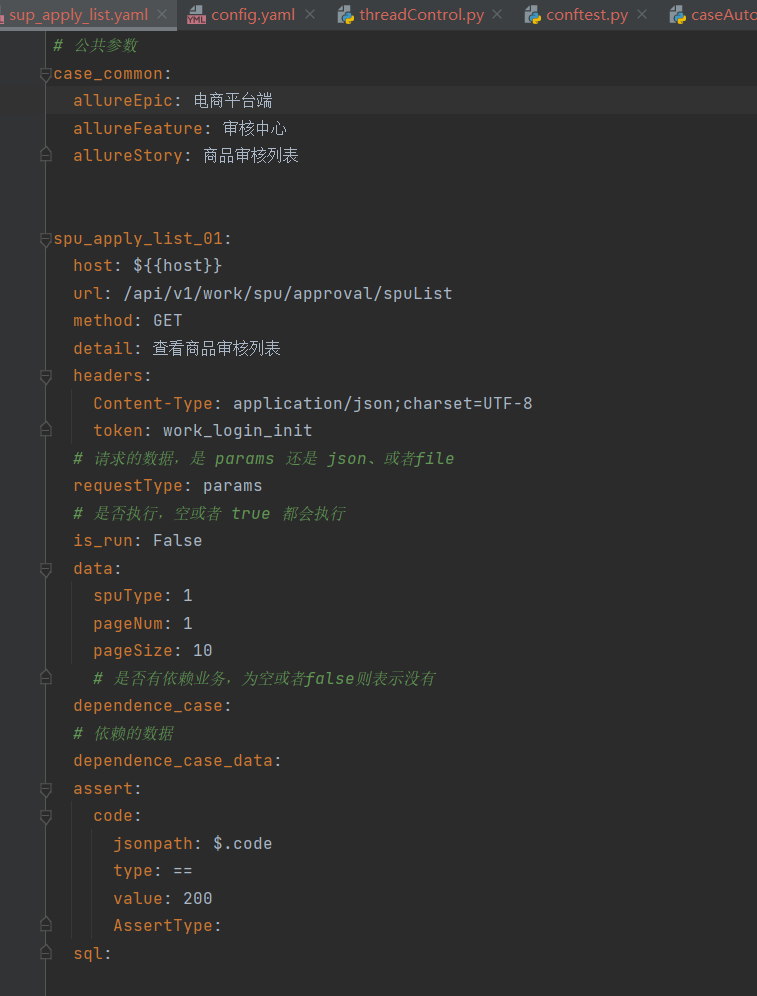 sup_apply_list.yaml config.yaml threadControl.py conftest.py caseAuto
# 公共参数
case_common:
allureEpic: 电商平台端
allureFeature: 审核中心
allureStory: 商品审核列表
spu_apply_list_01:
host: ${{host}}
url: /api/v1/work/spu/approval/spuList
method: GET
detail: 查看商品审核列表
headers:
Content-Type: application/json;charset=UTF-8
token: work_login_init
# 请求的数据，是 params 还是 json、或者file
requestType: params
# 是否执行，空或者 true 都会执行
is_run: False
data:
spuType: 1
pageNum: 1
pageSize: 10
# 是否有依赖业务，为空或者false则表示没有
dependence_case:
# 依赖的数据
dependence_case_data:
assert:
code:
jsonpath: $.code
type: ==
value: 200
AssertType:
sql: